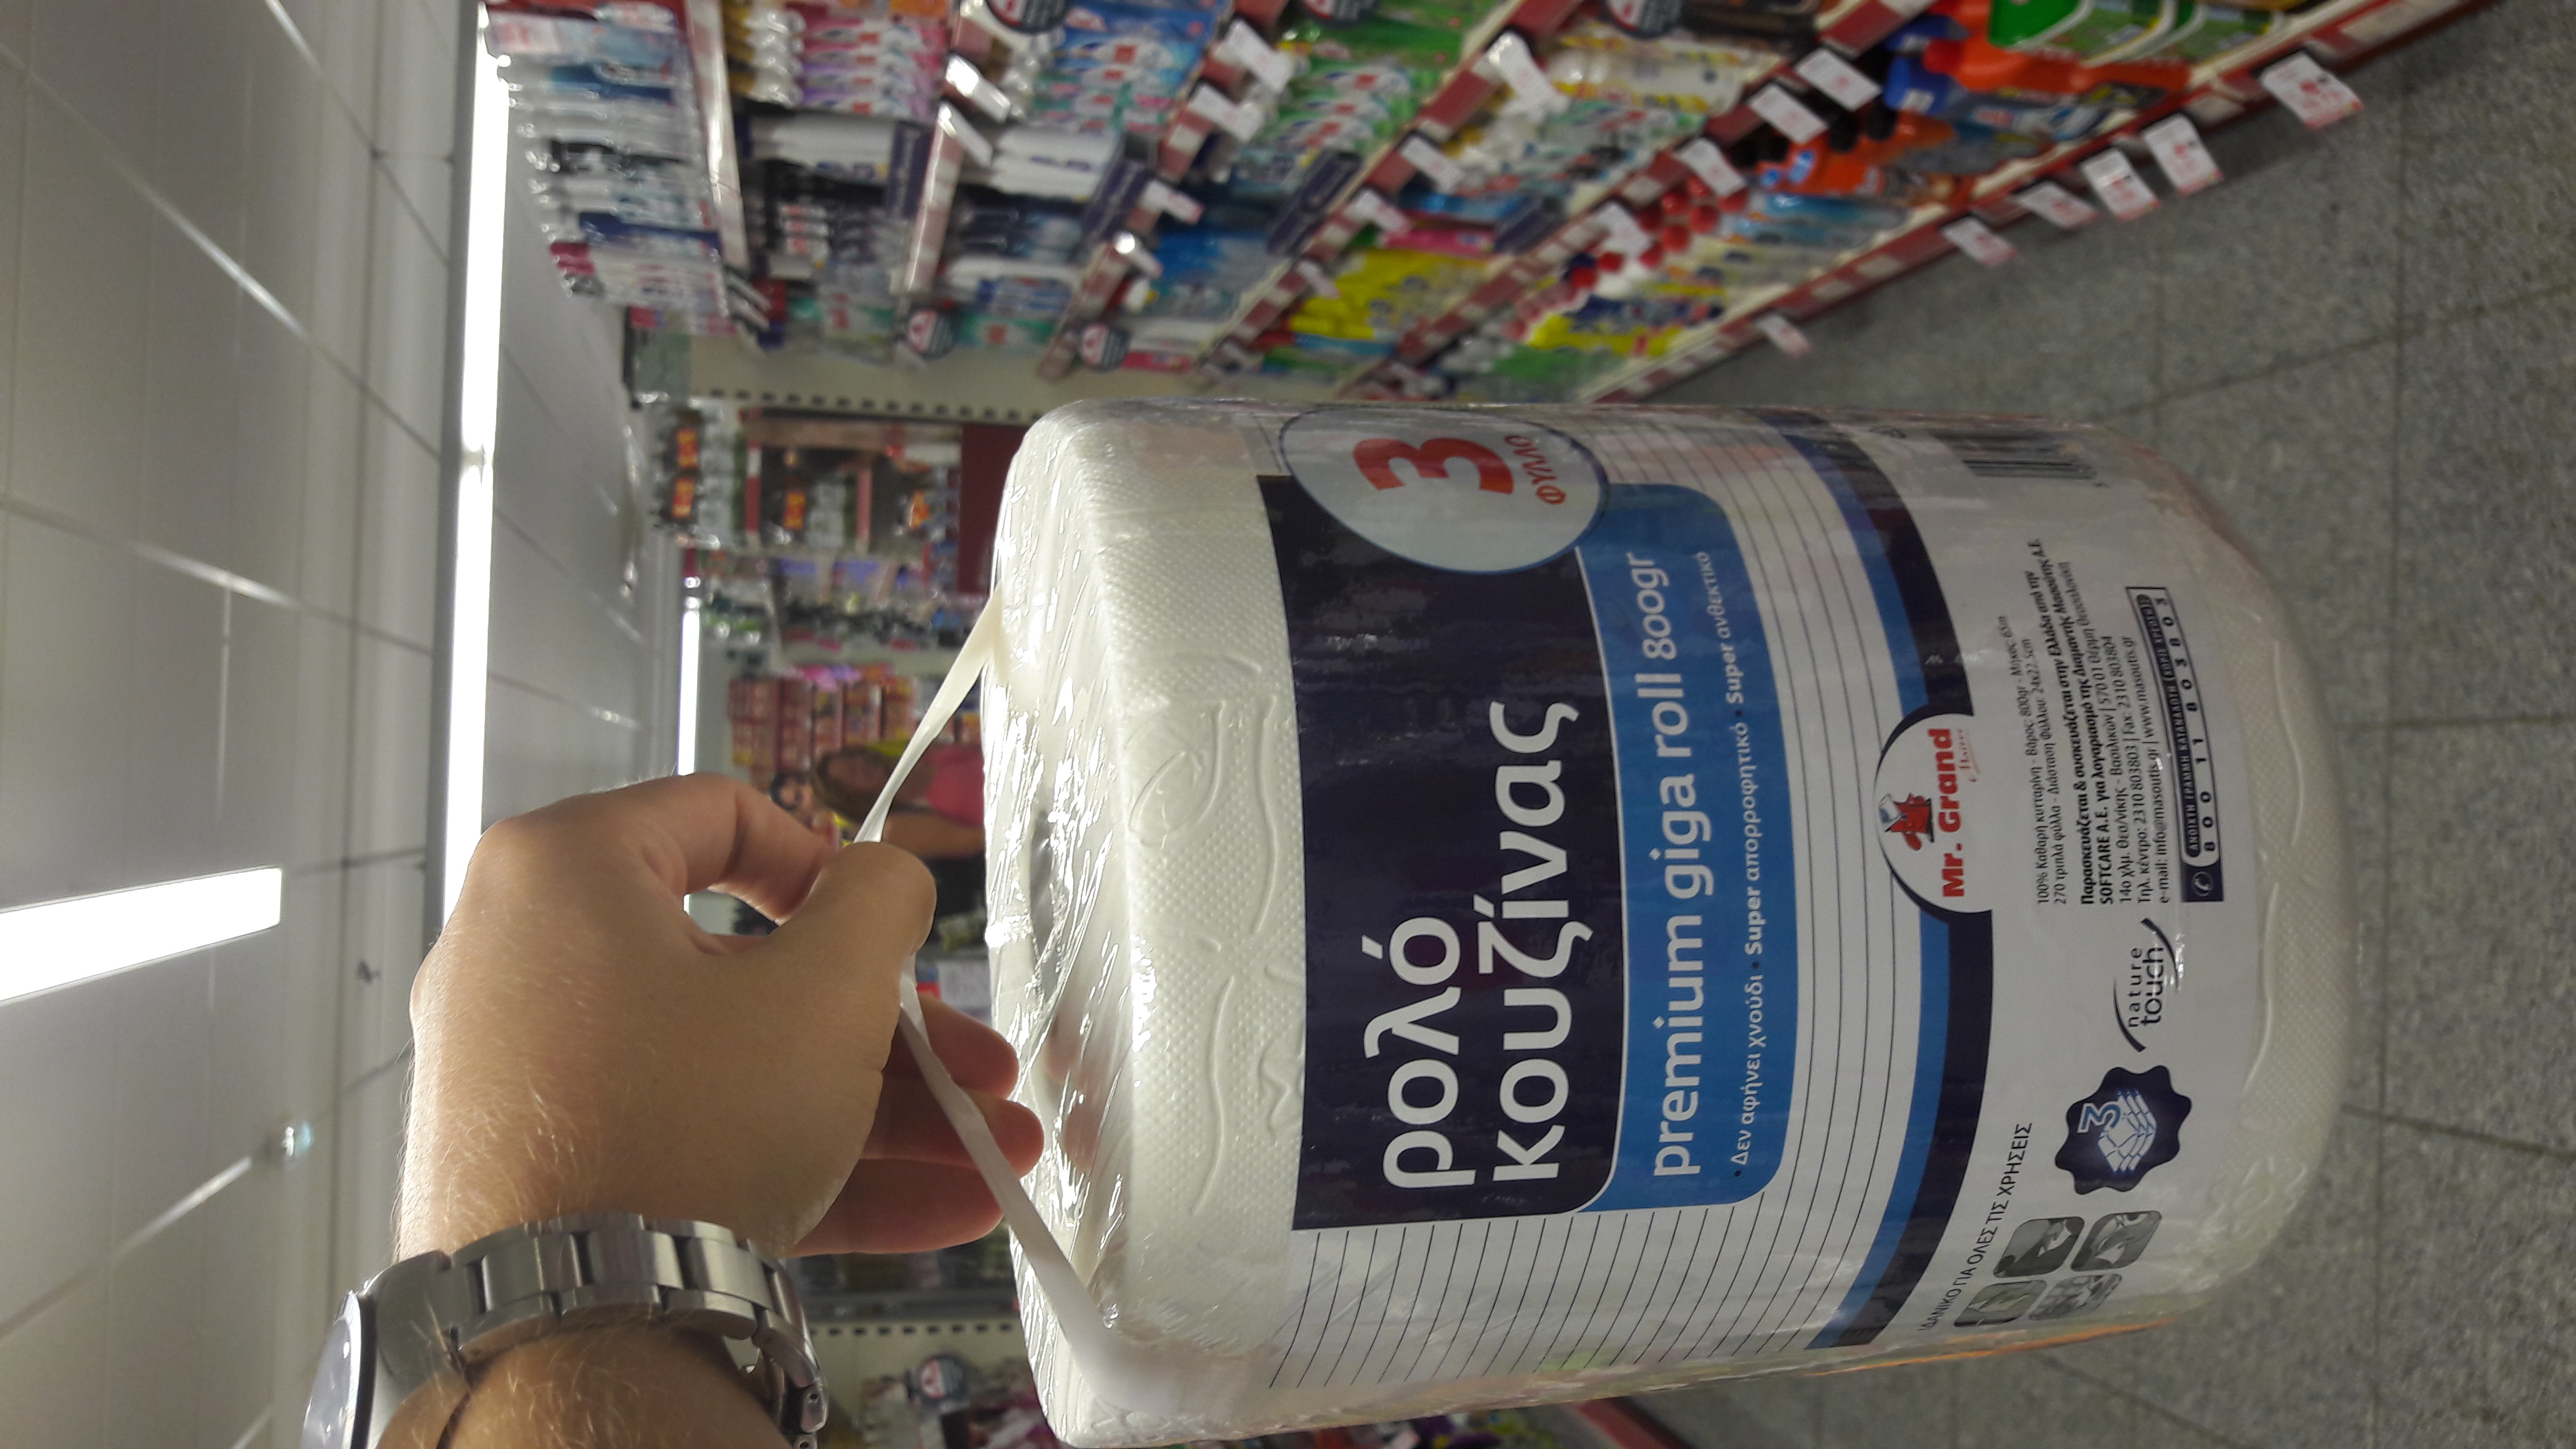 ρολό
κουζίνας
3
ΦΥΛΛΟ
premium giga roll 800gr
• Δεν αφήνει χνούδι • Super απορροφητικό • Super ανθεκτικό
Mr. Grand
ΙΔΑΝΙΚΟ ΓΙΑ ΟΛΕΣ ΤΙΣ ΧΡΗΣΕΙΣ
3
nature
touch
100% Καθαρή κυτταρίνη - Βάρος: 800gr - Μήκος: 65m
270 τριπλά φύλλα - Διάσταση Φύλλου: 24x22.5cm
Παρασκευάζεται & συσκευάζεται στην Ελλάδα από την
SOFTCARE A.E. για λογαριασμό της Διαμαντής Μασούτης Α.Ε.
14ο χλμ. Θεσ/νίκης - Βασιλικών | 570 01 Θέρμη Θεσσαλονίκη
Τηλ. κέντρο: 2310 803803 | Fax: 2310 803804
e-mail: info@masoutis.gr | www.masoutis.gr
ΑΝΟΙΧΤΗ ΓΡΑΜΜΗ ΚΑΤΑΝΑΛΩΤΗ (ΧΩΡΙΣ ΧΡΕΩΣΗ)
800 11 803803